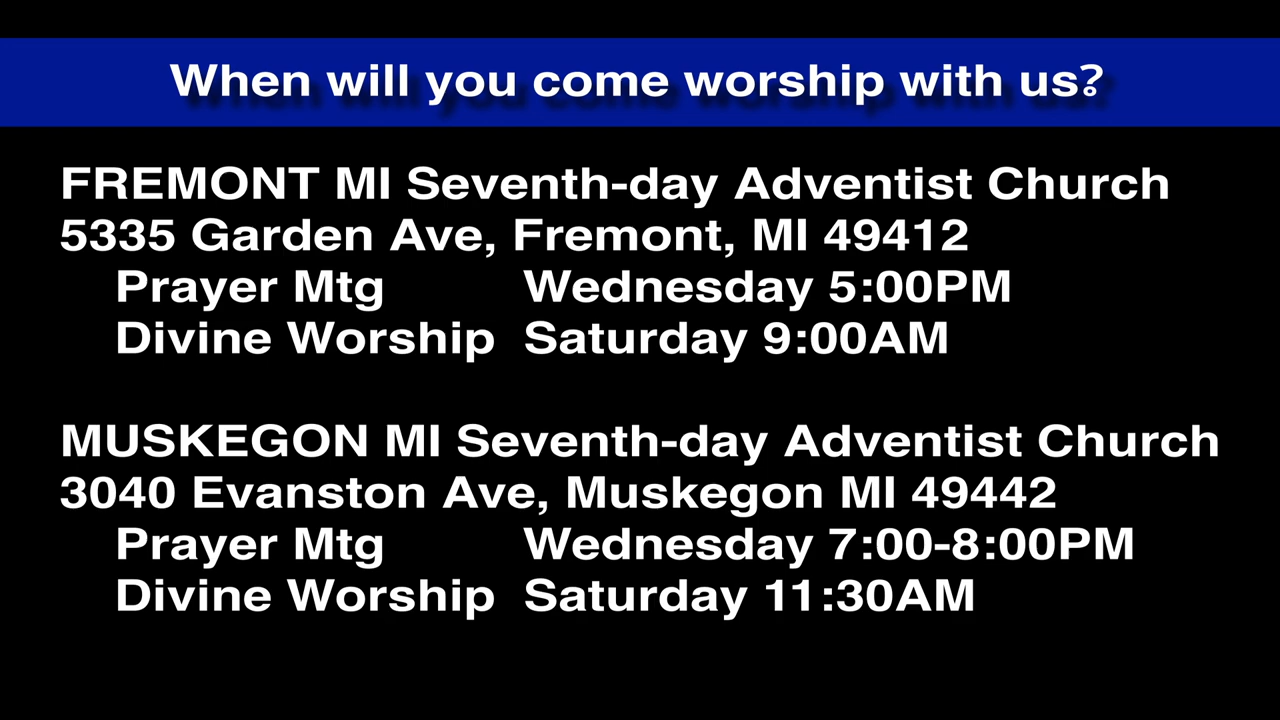 When will you come worship with us?
FREMONT MI Seventh-day Adventist Church
5335 Garden Ave, Fremont, MI 49412
Prayer Mtg Wednesday 5:00PM
Divine Worship Saturday 9:00AM
MUSKEGON MI Seventh-day Adventist Church
3040 Evanston Ave, Muskegon MI 49442
Prayer Mtg Wednesday 7:00-8:00PM
Divine Worship Saturday 11:30AM